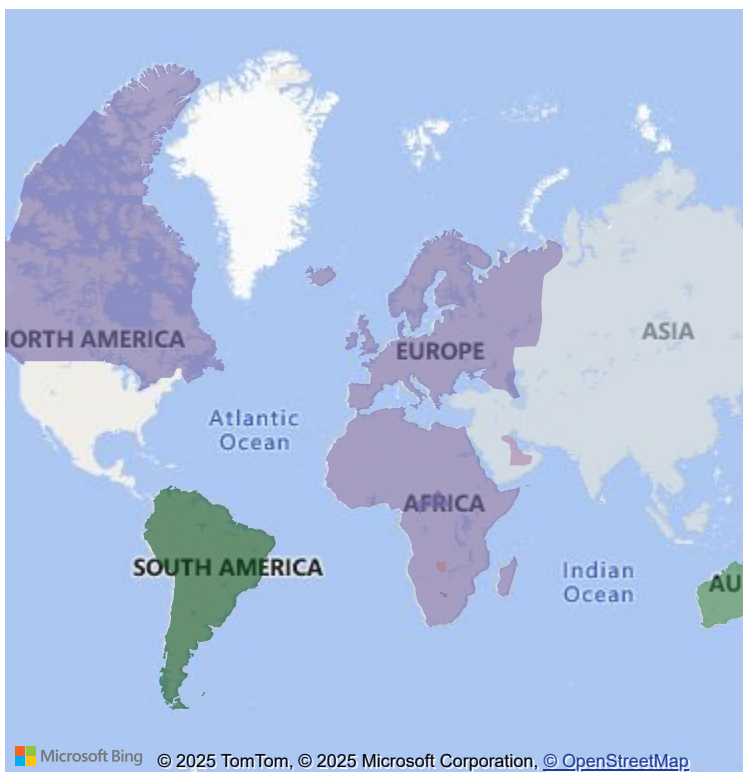 NORTH AMERICA
EUROPE
ASIA
Atlantic
Ocean
AFRICA
SOUTH AMERICA
Indian
Ocean
AU
Microsoft Bing
© 2025 TomTom, © 2025 Microsoft Corporation, © OpenStreetMap